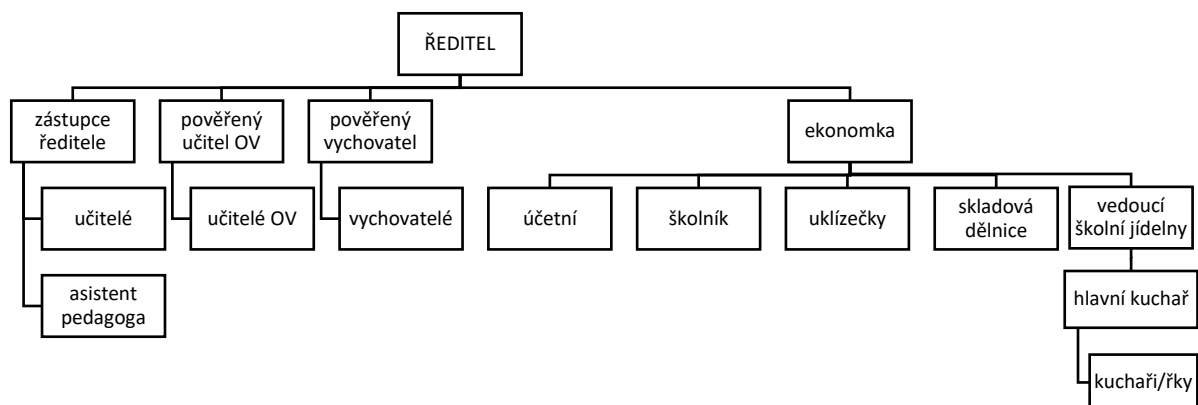 ŘEDITEL
zástupce
ředitele
pověřený
učitel OV
pověřený
vychovatel
ekonomka
učitelé
učitelé OV
vychovatelé
účetní
školník
uklízečky
skladová
dělnice
vedoucí
školní jídelny
asistent
pedagoga
hlavní kuchař
kuchaři/řky